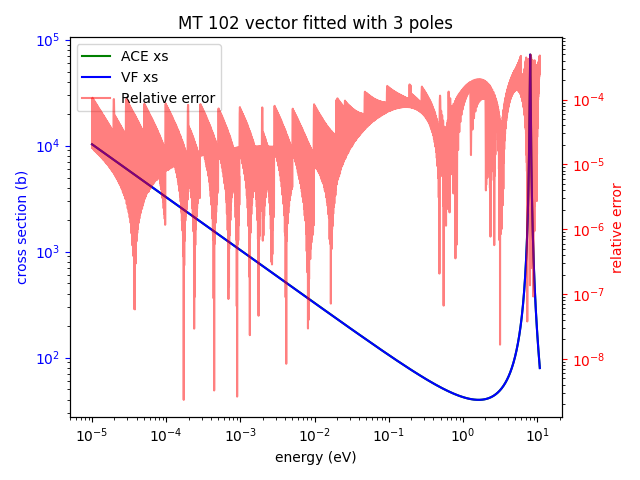 MT 102 vector fitted with 3 poles
ACE xs
VF xs
Relative error
cross section (b)
10^5
10^4
10^3
10^2
relative error
10^-4
10^-5
10^-6
10^-7
10^-8
10^-5 10^-4 10^-3 10^-2 10^-1 10^0 10^1
energy (eV)